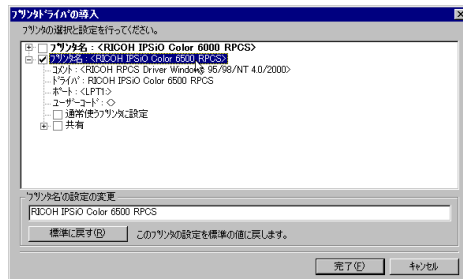 プリンタドライバの導入
プリンタの選択と設定を行ってください。
プリンタ名 : <RICOH IPSiO Color 6000 RPCS>
プリンタ名 : <RICOH IPSiO Color 6500 RPCS>
コメント : <RICOH RPCS Driver Windows 95/98/NT 4.0/2000>
ドライバ : RICOH IPSiO Color 6500 RPCS
ポート : <LPT1>
ユーザーコード : <>
通常使うプリンタに設定
共有
'プリンタ名'の設定の変更
RICOH IPSiO Color 6500 RPCS
標準に戻す(R)
このプリンタの設定を標準の値に戻します。
完了(F)
キャンセル